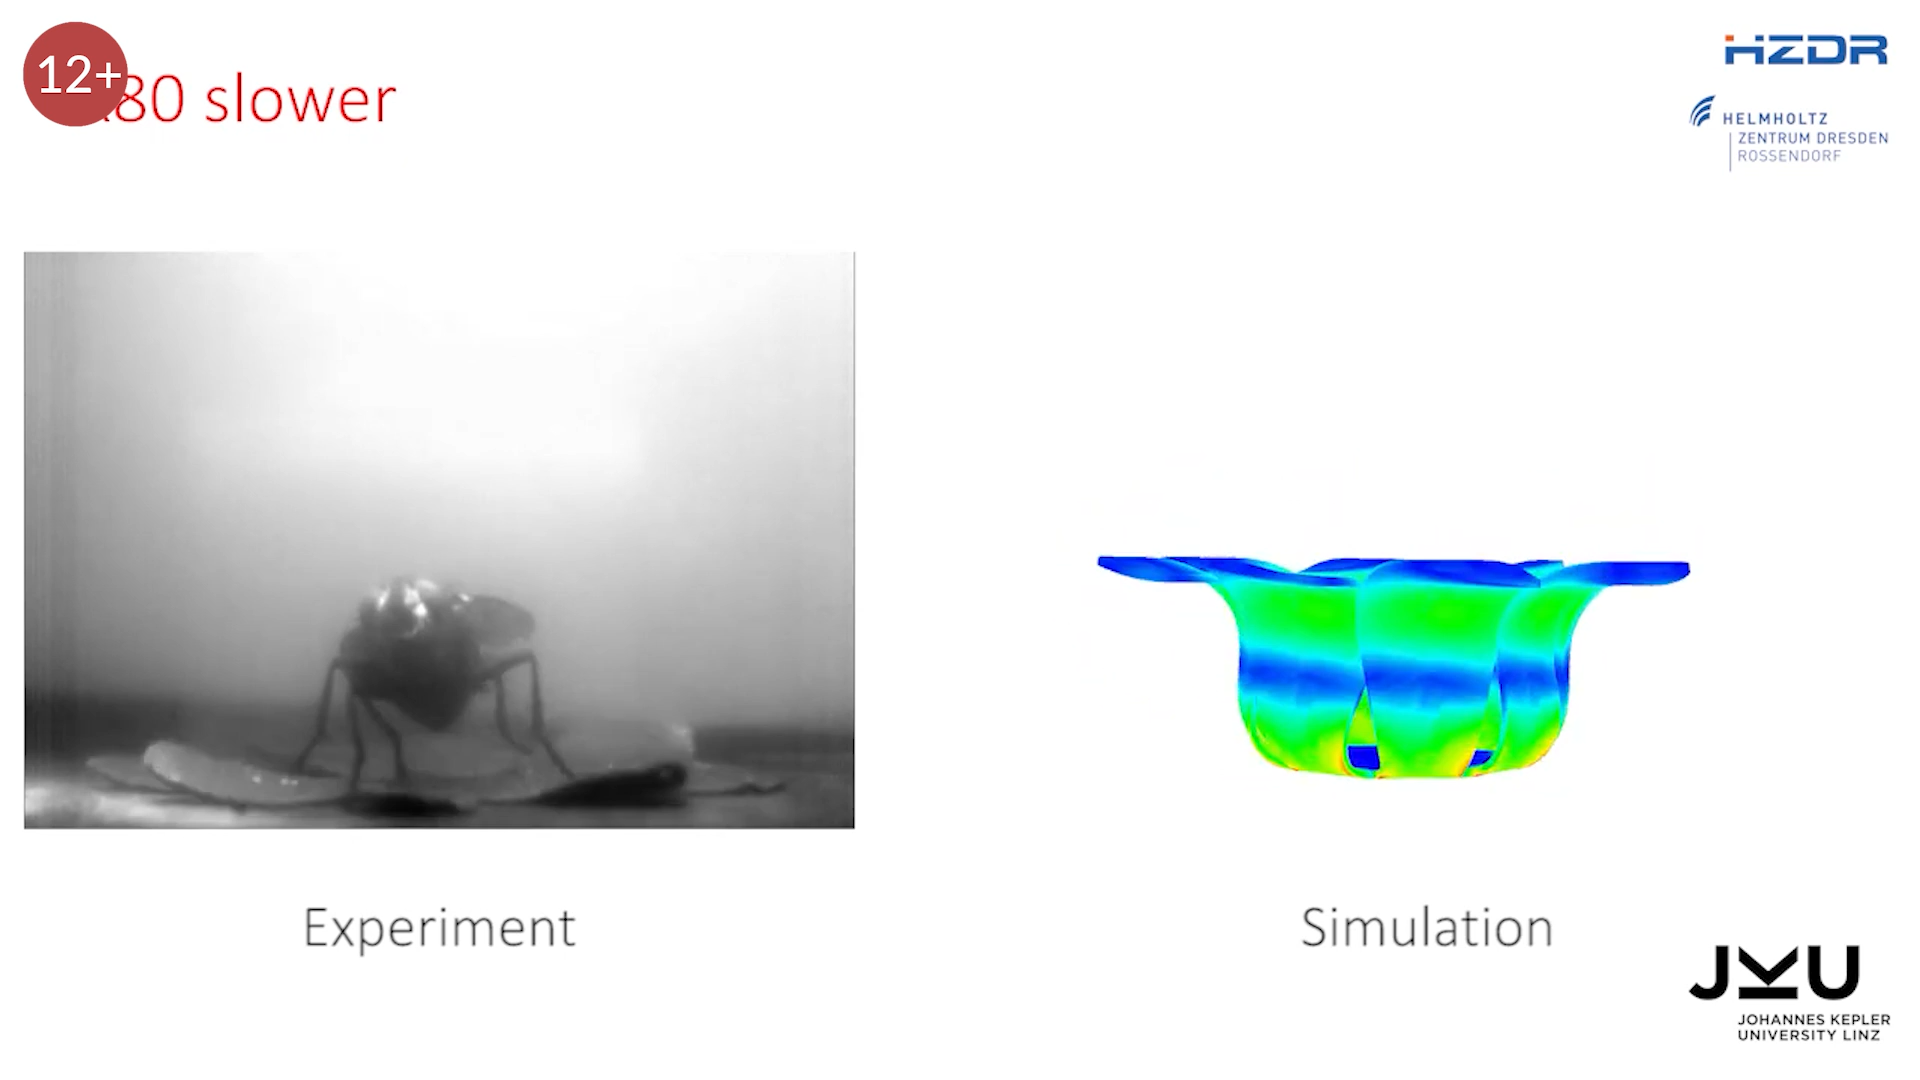 12+
80 slower
HZDR
HELMHOLTZ
ZENTRUM DRESDEN
ROSSENDORF
Experiment
Simulation
JKU
JOHANNES KEPLER
UNIVERSITY LINZ